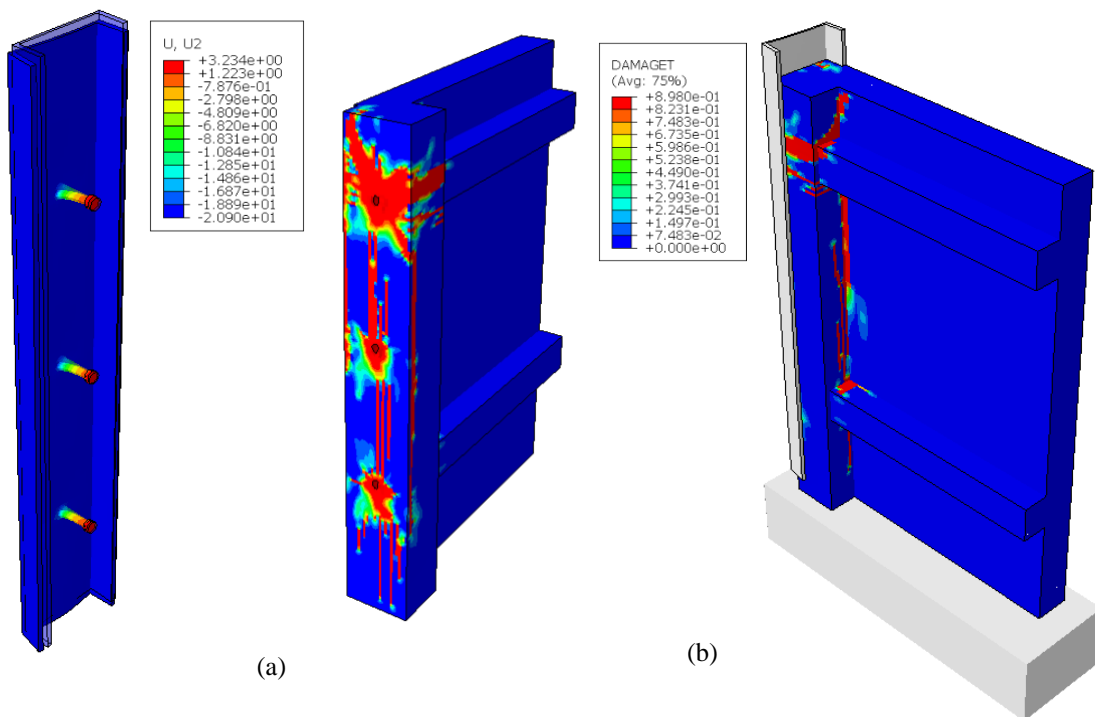 U, U2
+3.234e+00
+1.223e+00
-7.876e-01
-2.798e+00
-4.809e+00
-6.820e+00
-8.831e+00
-1.084e+01
-1.285e+01
-1.486e+01
-1.687e+01
-1.889e+01
-2.090e+01
DAMAGET
(Avg: 75%)
+8.980e-01
+8.231e-01
+7.483e-01
+6.735e-01
+5.986e-01
+5.238e-01
+4.490e-01
+3.741e-01
+2.993e-01
+2.245e-01
+1.497e-01
+7.483e-02
+0.000e+00
(a)
(b)